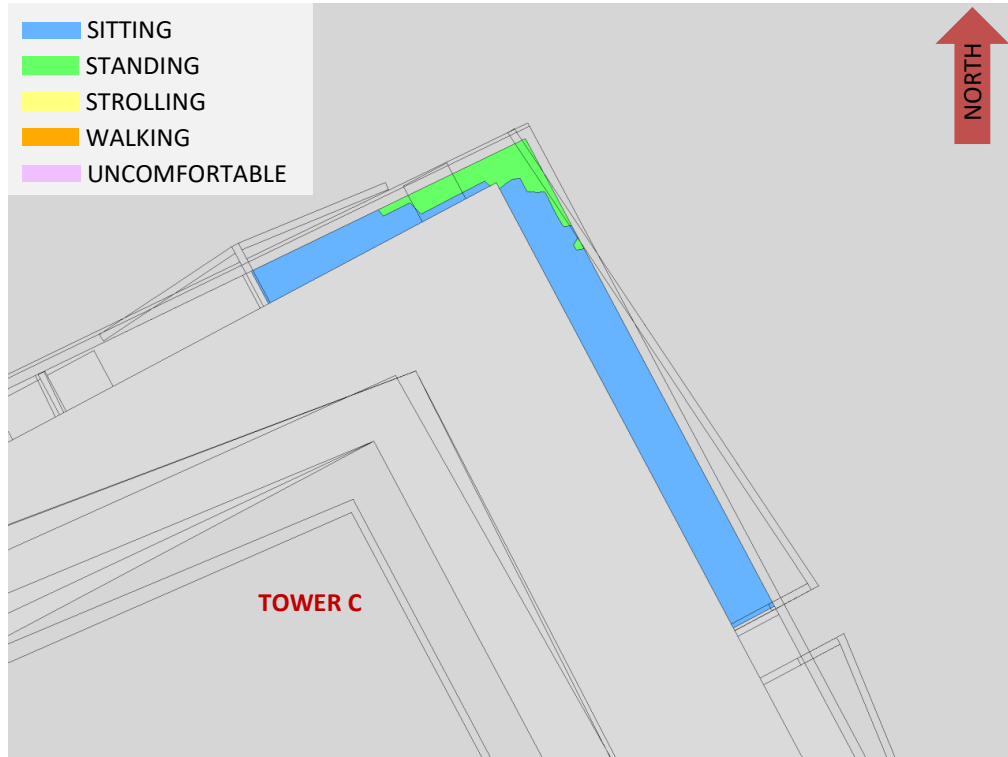 SITTING
STANDING
STROLLING
WALKING
UNCOMFORTABLE
NORTH
TOWER C